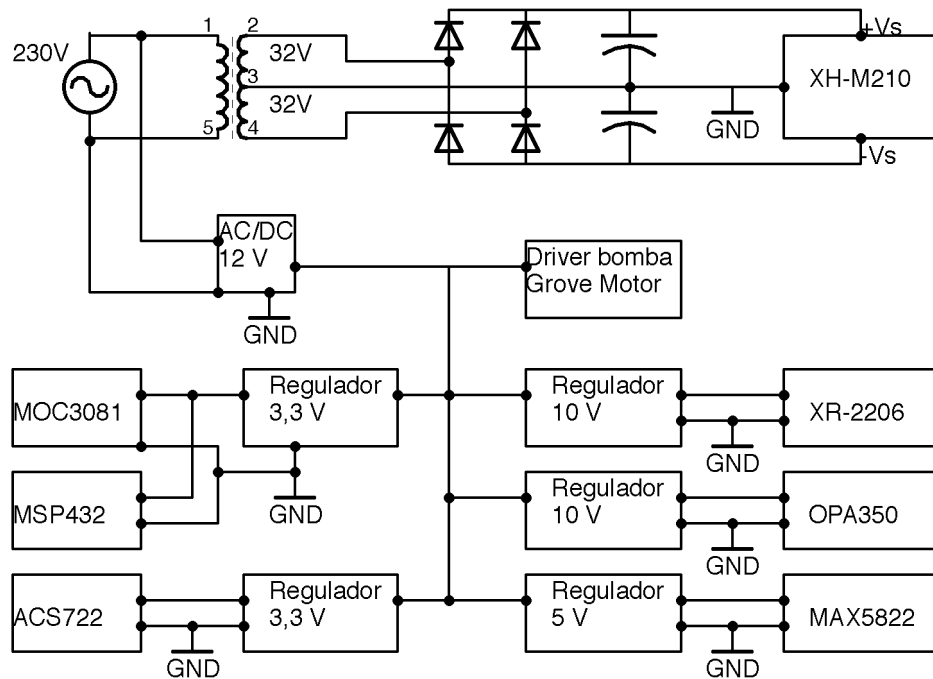 1
2
+Vs
230V
32V
3
XH-M210
32V
5
4
GND
-Vs
AC/DC
12 V
Driver bomba
Grove Motor
GND
MOC3081
Regulador
3,3 V
Regulador
10 V
XR-2206
GND
MSP432
GND
Regulador
10 V
OPA350
GND
ACS722
Regulador
3,3 V
Regulador
5 V
MAX5822
GND
GND